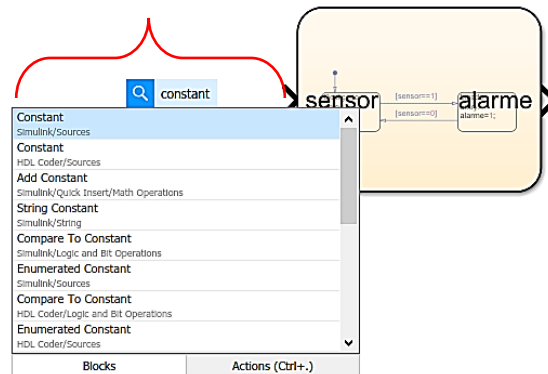 constant
sensor
[sensor==1]
alarme
[sensor==0]
alarme=1;
Constant
Simulink/Sources
Constant
HDL Coder/Sources
Add Constant
Simulink/Quick Insert/Math Operations
String Constant
Simulink/String
Compare To Constant
Simulink/Logic and Bit Operations
Enumerated Constant
Simulink/Sources
Compare To Constant
HDL Coder/Logic and Bit Operations
Enumerated Constant
HDL Coder/Sources
Blocks
Actions (Ctrl+.)